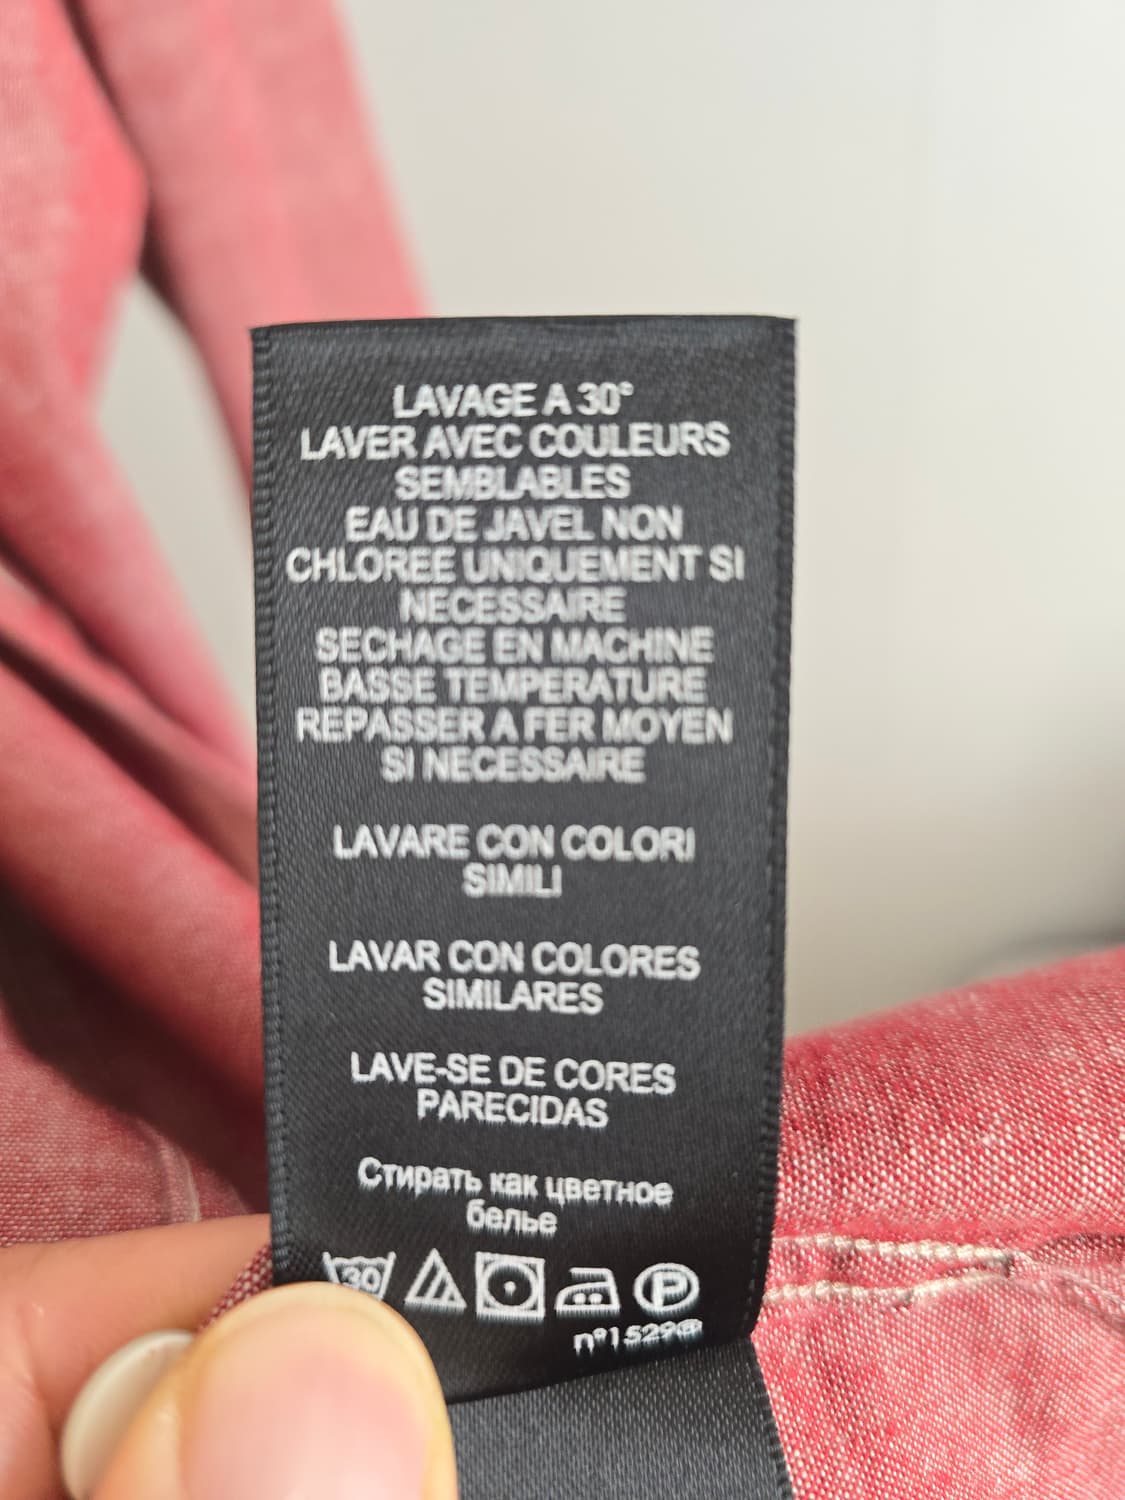 LAVAGE A 30°
LAVER AVEC COULEURS
SEMBLABLES
EAU DE JAVEL NON
CHLOREE UNIQUEMENT SI
NECESSAIRE
SECHAGE EN MACHINE
BASSE TEMPERATURE
REPASSER A FER MOYEN
SI NECESSAIRE
LAVARE CON COLORI
SIMILI
LAVAR CON COLORES
SIMILARES
LAVE-SE DE CORES
PARECIDAS
Стирать как цветное
белье
30 P
nº1529®